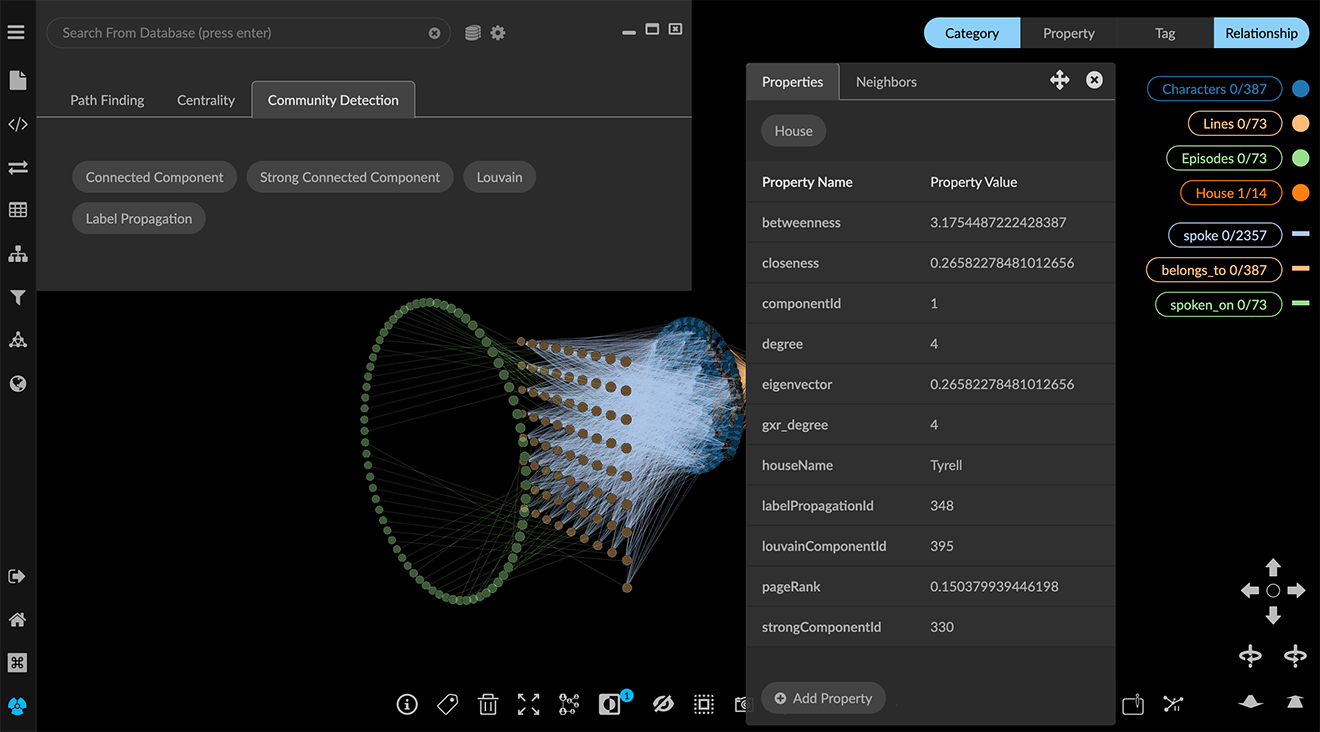 Search From Database (press enter)
Path Finding
Centrality
Community Detection
Connected Component
Strong Connected Component
Louvain
Label Propagation
Category
Property
Tag
Relationship
Properties
Neighbors
House
Property Name Property Value
betweenness 3.1754487222428387
closeness 0.26582278481012656
componentId 1
degree 4
eigenvector 0.26582278481012656
gxr_degree 4
houseName Tyrell
labelPropagationId 348
louvainComponentId 395
pageRank 0.150379939446198
strongComponentId 330
Add Property
Characters 0/387
Lines 0/73
Episodes 0/73
House 1/14
spoke 0/2357
belongs_to 0/387
spoken_on 0/73
1